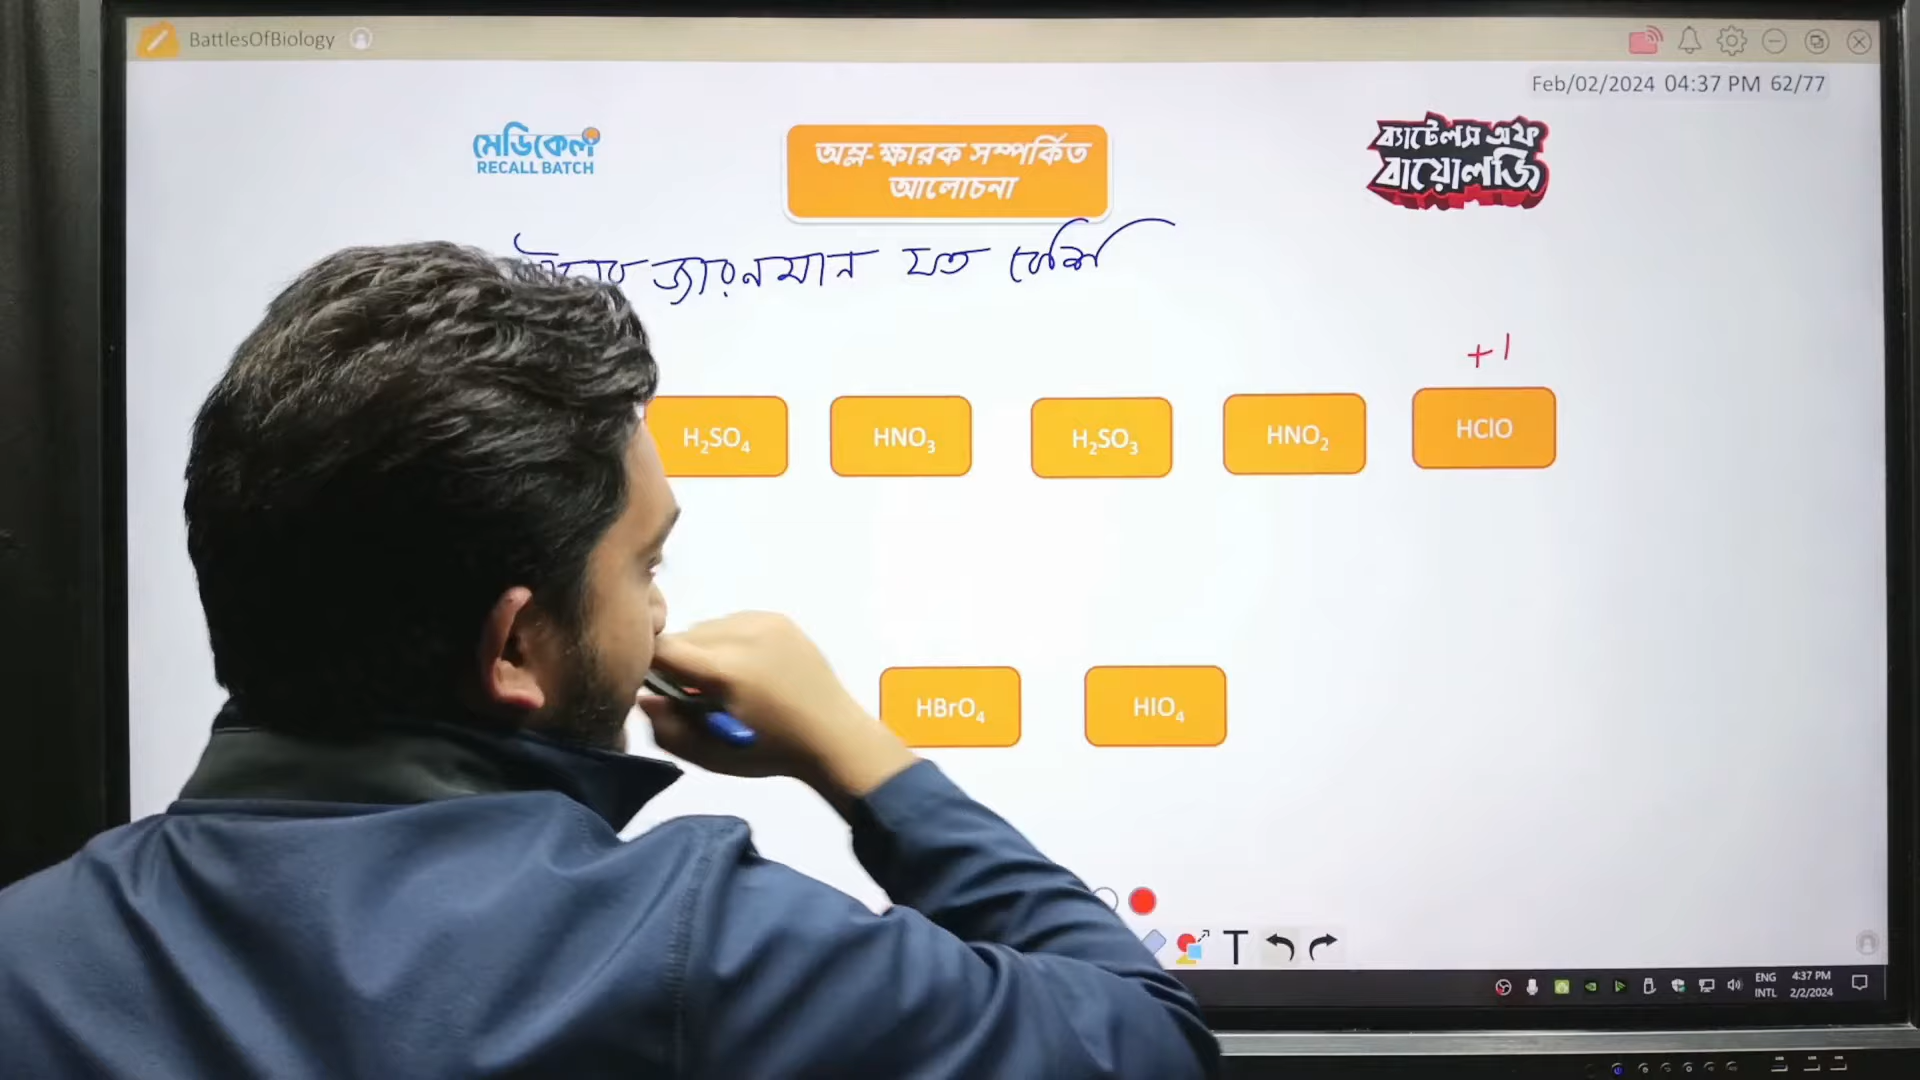 BattlesOfBiology
Feb/02/2024 04:37 PM 62/77
মেডিকেল
RECALL BATCH
অম্ল-ক্ষারক সম্পর্কিত
আলোচনা
ব্যাটেলস অফ
বায়োলজি
জারনমান যত বেশি
+1
H₂SO₄ HNO₃ H₂SO₃ HNO₂ HClO
HBrO₄ HIO₄
T
ENG 4:37 PM
INTL 2/2/2024